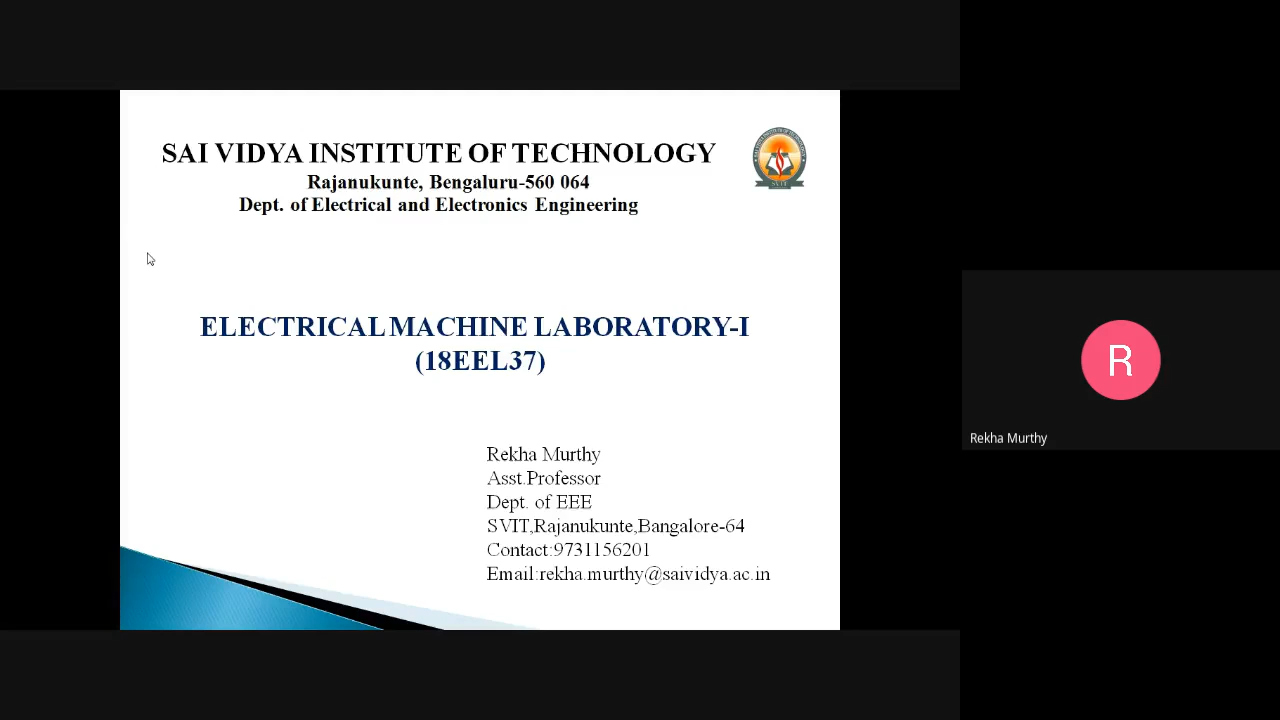 SAI VIDYA INSTITUTE OF TECHNOLOGY
Rajanukunte, Bengaluru-560 064
Dept. of Electrical and Electronics Engineering
SVIT
ELECTRICAL MACHINE LABORATORY-I
(18EEL37)
Rekha Murthy
Asst.Professor
Dept. of EEE
SVIT,Rajanukunte,Bangalore-64
Contact:9731156201
Email:rekha.murthy@saividya.ac.in
R
Rekha Murthy